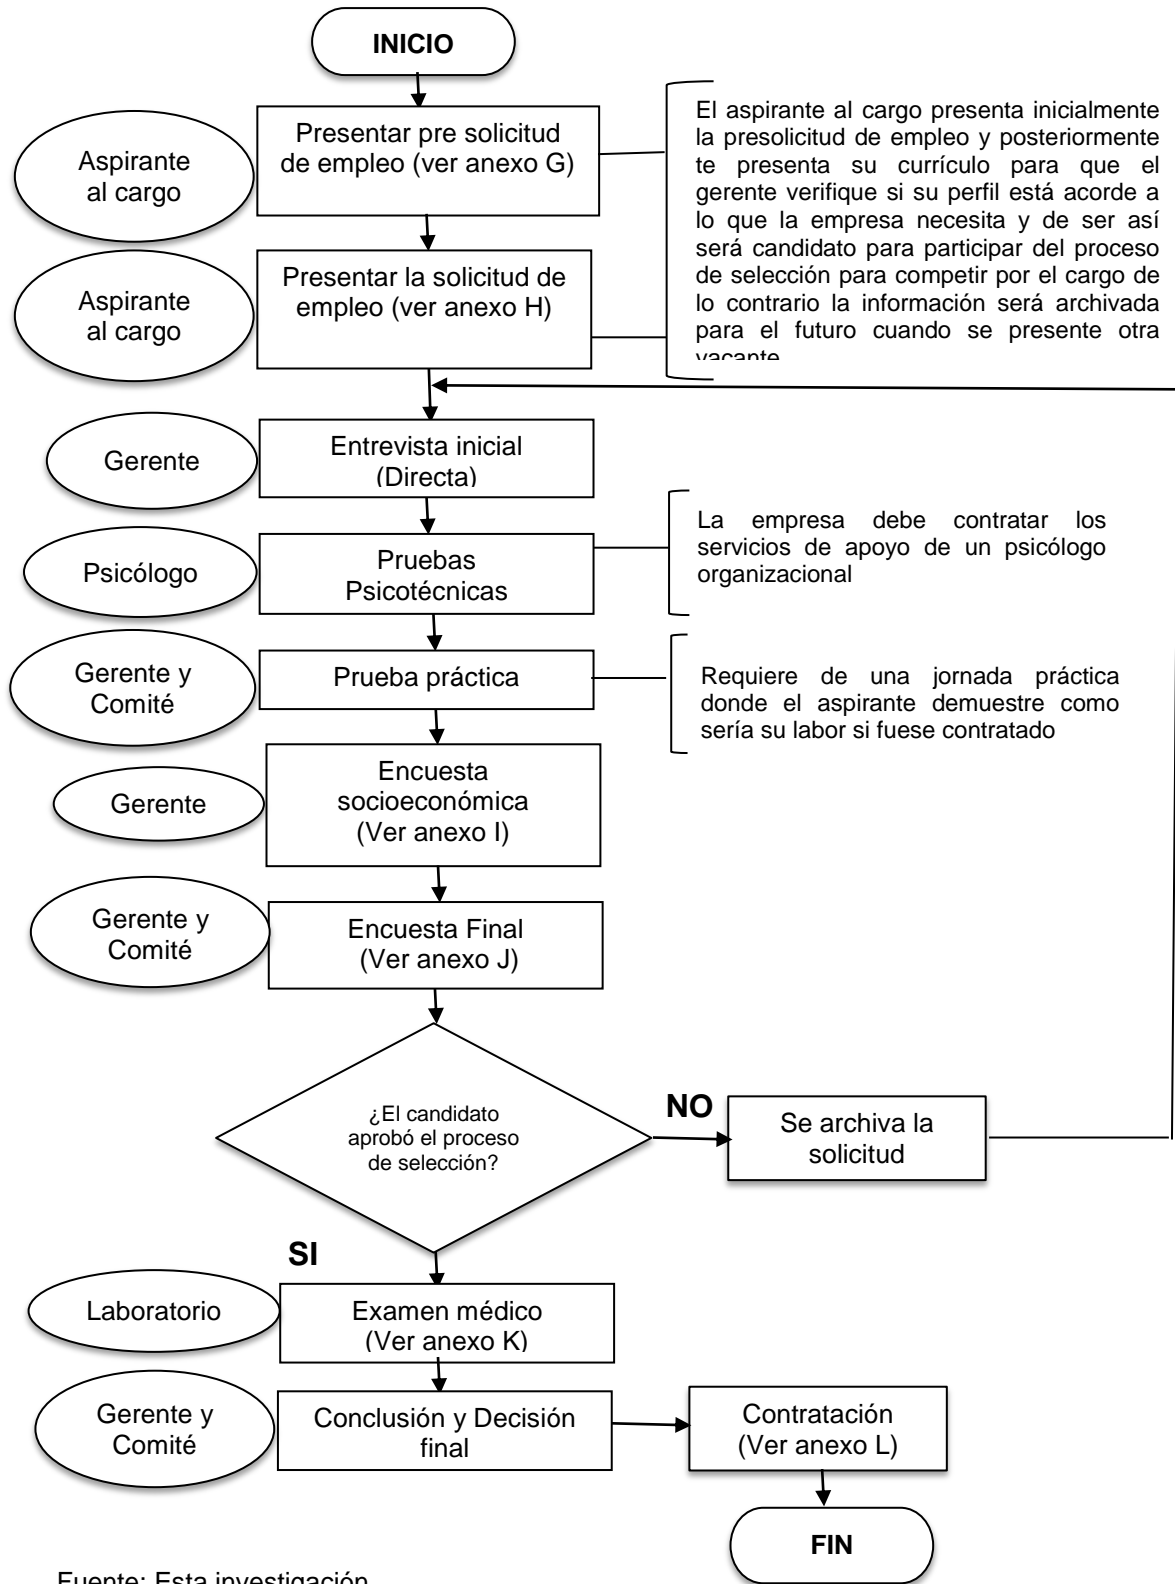 INICIO
Aspirante
al cargo
Presentar pre solicitud
de empleo (ver anexo G)
El aspirante al cargo presenta inicialmente
la presolicitud de empleo y posteriormente
te presenta su currículo para que el
gerente verifique si su perfil está acorde a
lo que la empresa necesita y de ser así
será candidato para participar del proceso
de selección para competir por el cargo de
lo contrario la información será archivada
para el futuro cuando se presente otra
vacante
Aspirante
al cargo
Presentar la solicitud de
empleo (ver anexo H)
Gerente
Entrevista inicial
(Directa)
Psicólogo
Pruebas
Psicotécnicas
La empresa debe contratar los
servicios de apoyo de un psicólogo
organizacional
Gerente y
Comité
Prueba práctica
Requiere de una jornada práctica
donde el aspirante demuestre como
sería su labor si fuese contratado
Gerente
Encuesta
socioeconómica
(Ver anexo I)
Gerente y
Comité
Encuesta Final
(Ver anexo J)
¿El candidato
aprobó el proceso
de selección?
NO
Se archiva la
solicitud
SI
Laboratorio
Examen médico
(Ver anexo K)
Gerente y
Comité
Conclusión y Decisión
final
Contratación
(Ver anexo L)
FIN
Fuente: Esta investigación